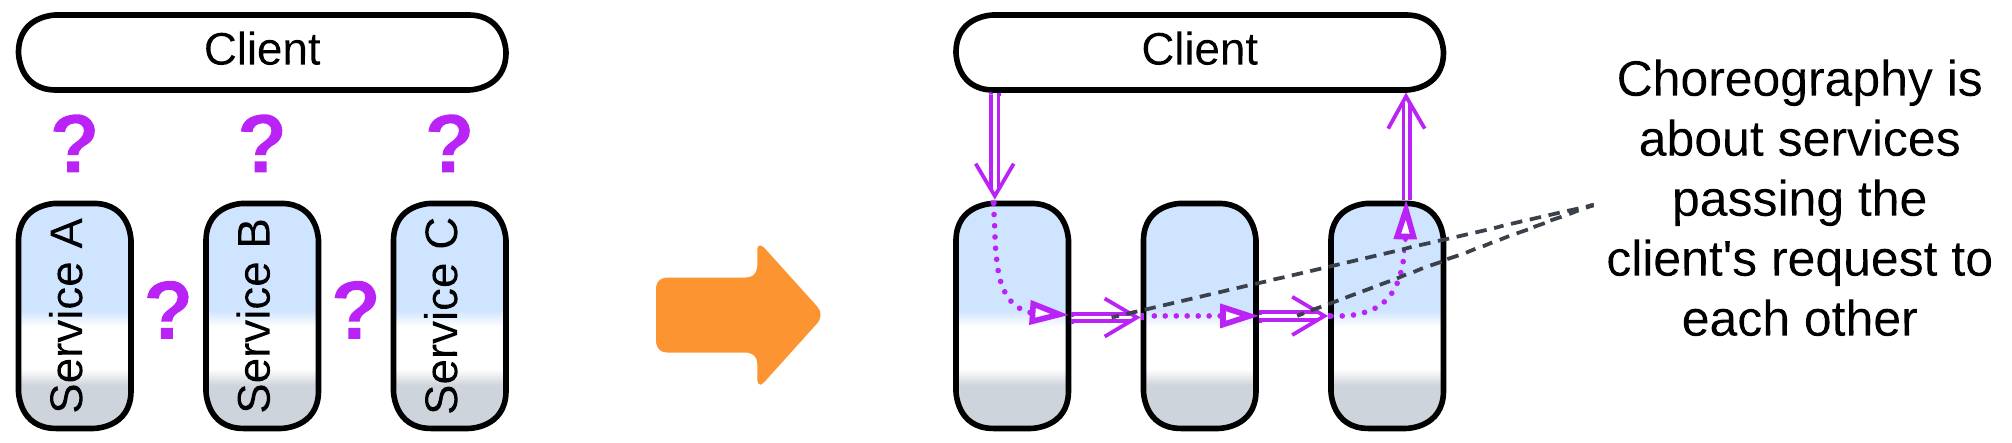 Client
?
?
?
Service A
?
Service B
?
Service C
Client
Choreography is
about services
passing the
client's request to
each other